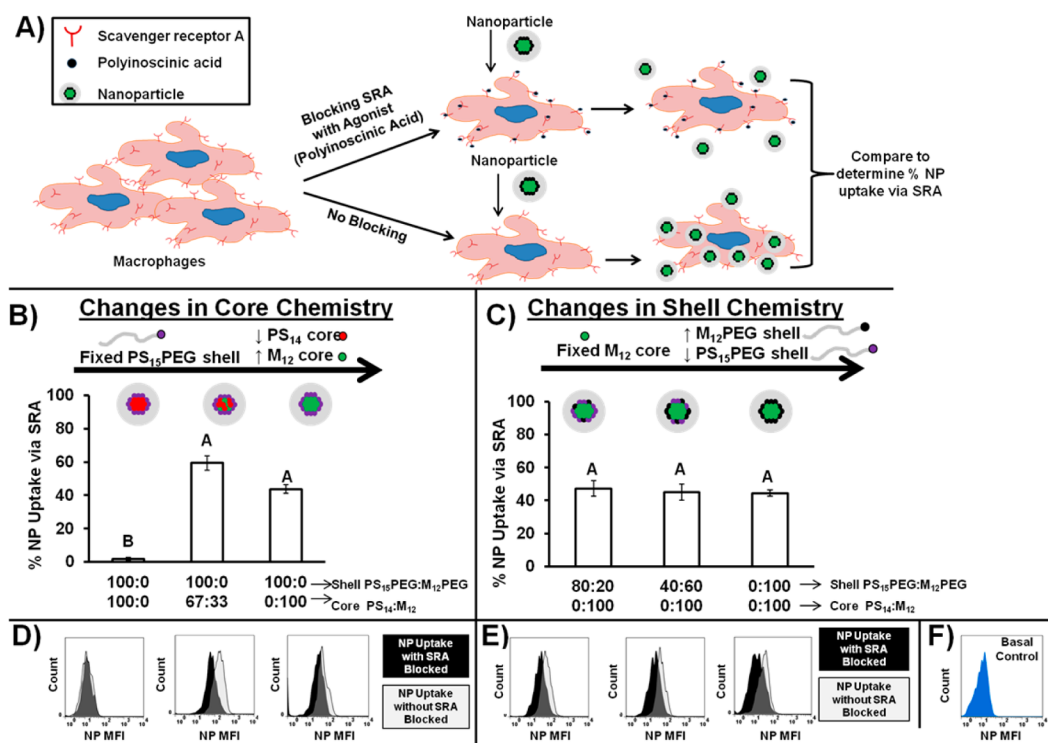 A)
Scavenger receptor A
Polyinoscinic acid
Nanoparticle
Macrophages
Blocking SRA
with Agonist
(Polyinoscinic Acid)
No Blocking
Nanoparticle
Nanoparticle
Compare to
determine % NP
uptake via SRA
B)
Changes in Core Chemistry
Fixed PS₁₅PEG shell
↓ PS₁₄ core
↑ M₁₂ core
% NP Uptake via SRA
100
80
60
40
20
0
B
A
A
100:0 100:0 100:0 →Shell PS₁₅PEG:M₁₂PEG
100:0 67:33 0:100 →Core PS₁₄:M₁₂
C)
Changes in Shell Chemistry
Fixed M₁₂ core
↑ M₁₂PEG shell
↓ PS₁₅PEG shell
% NP Uptake via SRA
100
80
60
40
20
0
A
A
A
80:20 40:60 0:100 → Shell PS₁₅PEG:M₁₂PEG
0:100 0:100 0:100 → Core PS₁₄:M₁₂
D)
Count
NP MFI
Count
NP MFI
Count
NP MFI
NP Uptake
with SRA
Blocked
NP Uptake
without SRA
Blocked
E)
Count
NP MFI
Count
NP MFI
Count
NP MFI
NP Uptake
with SRA
Blocked
NP Uptake
without SRA
Blocked
F)
Basal
Control
Count
NP MFI